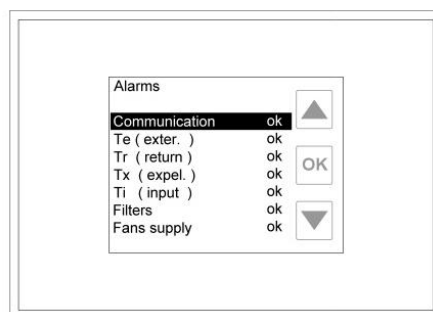 Alarms
Communication ok
Te ( exter. ) ok
Tr ( return ) ok
Tx ( expel. ) ok
Ti ( input ) ok
Filters ok
Fans supply ok
OK